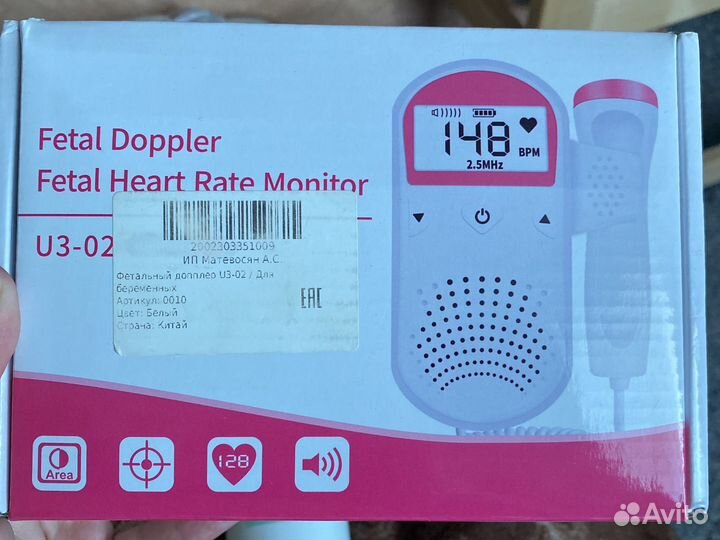 Fetal Doppler
Fetal Heart Rate Monitor
U3-02
2002303351009
ИП Матевосян А.С.
Фетальный допплер U3-02 / Для
беременных
Артикул: 0010
Цвет: Белый
Страна: Китай
EAC
148
BPM
2.5MHz
Area
128
Avito